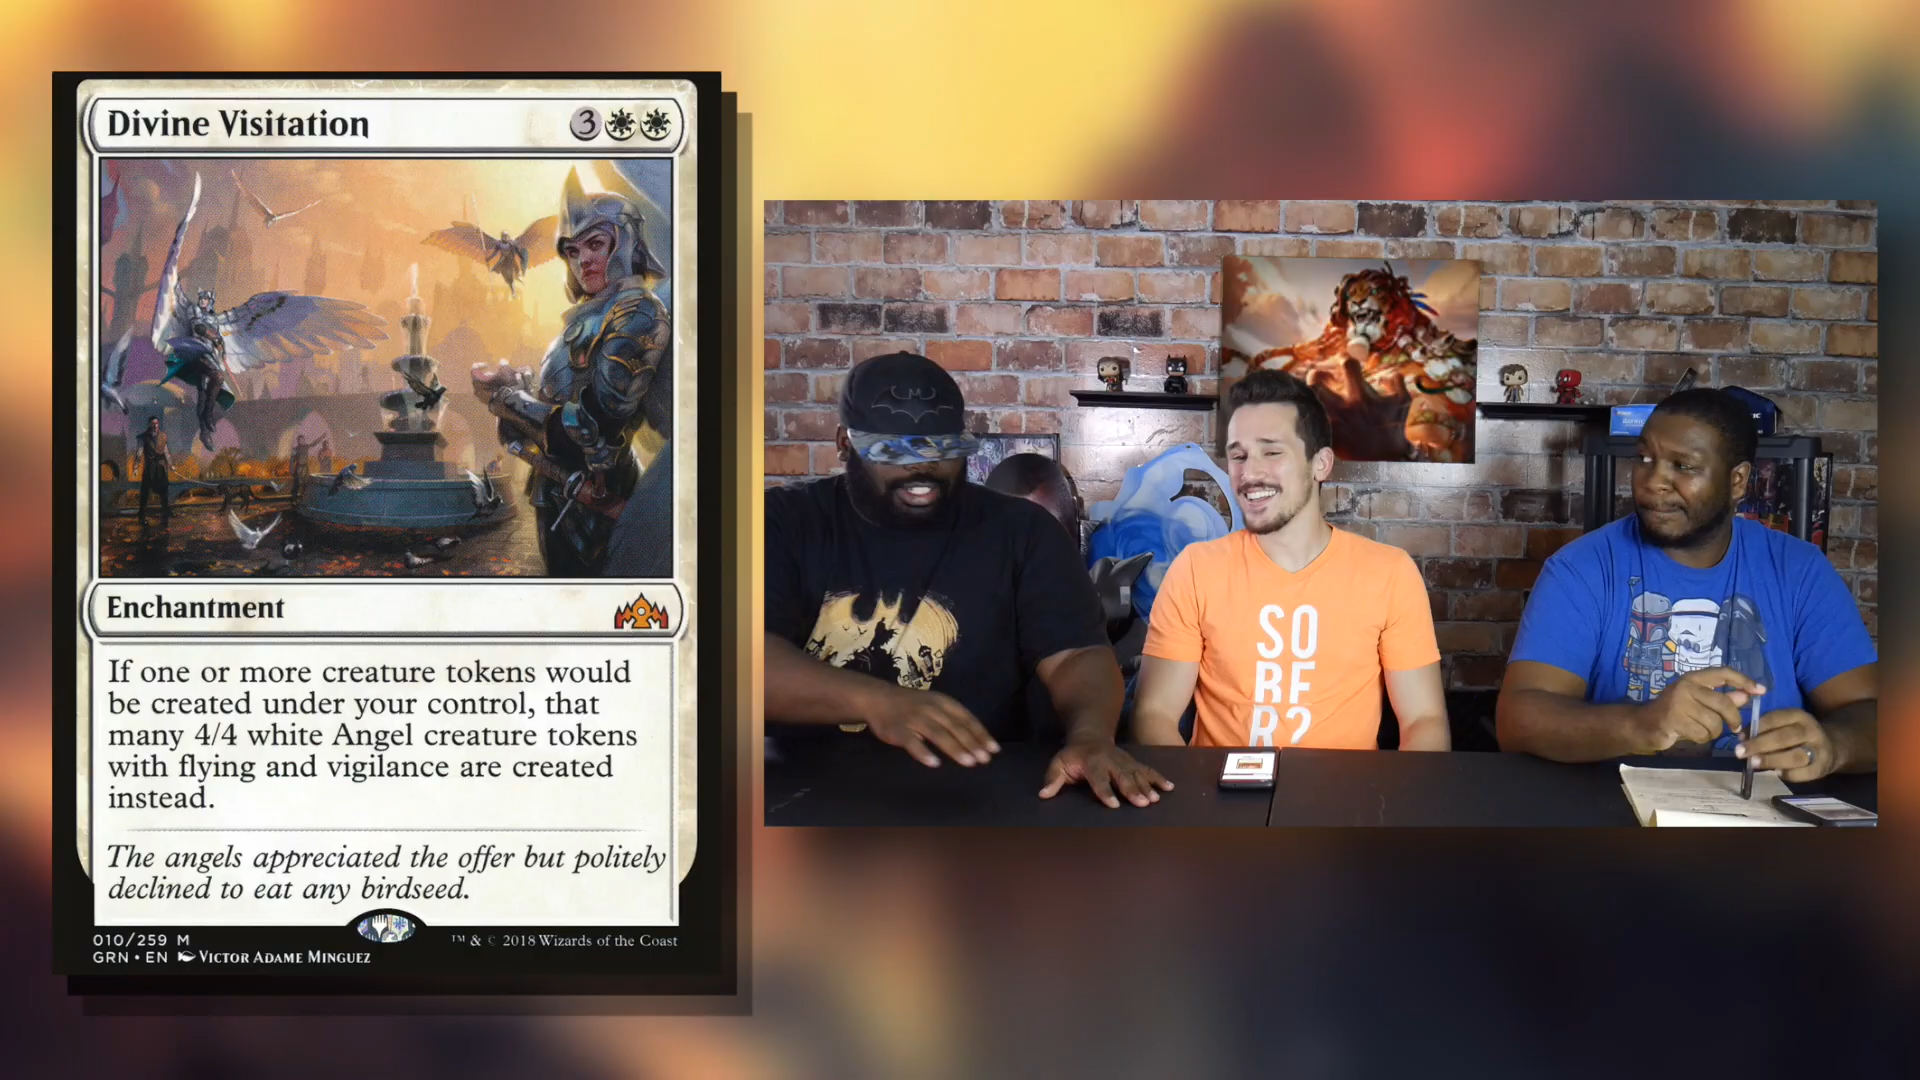 Divine Visitation 3
Enchantment
If one or more creature tokens would
be created under your control, that
many 4/4 white Angel creature tokens
with flying and vigilance are created
instead.
The angels appreciated the offer but politely
declined to eat any birdseed.
010/259 M
GRN • EN VICTOR ADAME MINGUEZ
™ & © 2018 Wizards of the Coast
SO
BE
R?